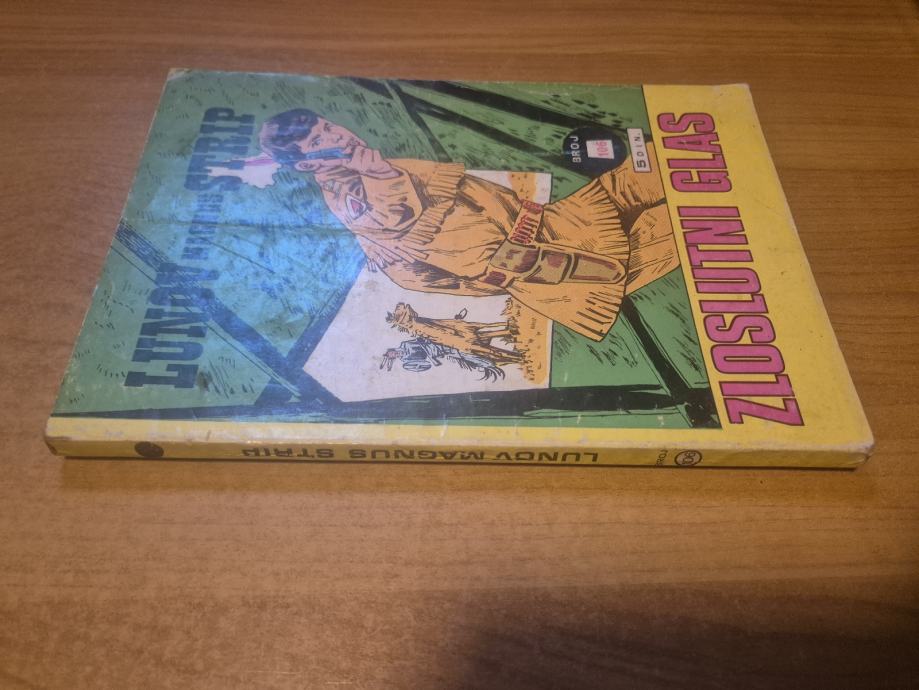 LUNOV MAGNUS STRIP
BROJ
106
5 DIN.
ZLOSLUTNI GLAS
LUNOV MAGNUS STRIP
106